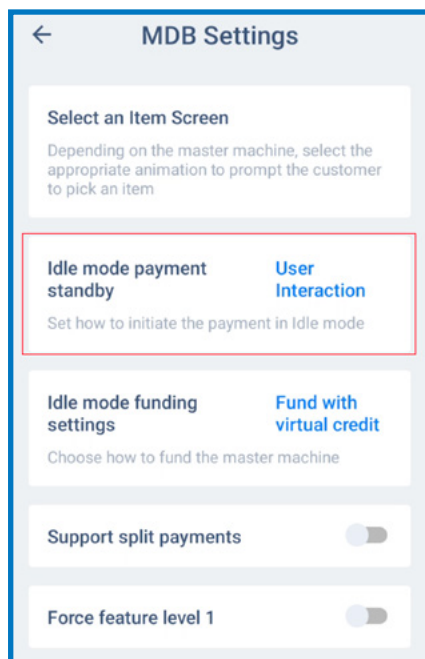 MDB Settings
Select an Item Screen
Depending on the master machine, select the
appropriate animation to prompt the customer
to pick an item
Idle mode payment
standby
User
Interaction
Set how to initiate the payment in Idle mode
Idle mode funding
settings
Fund with
virtual credit
Choose how to fund the master machine
Support split payments
Force feature level 1